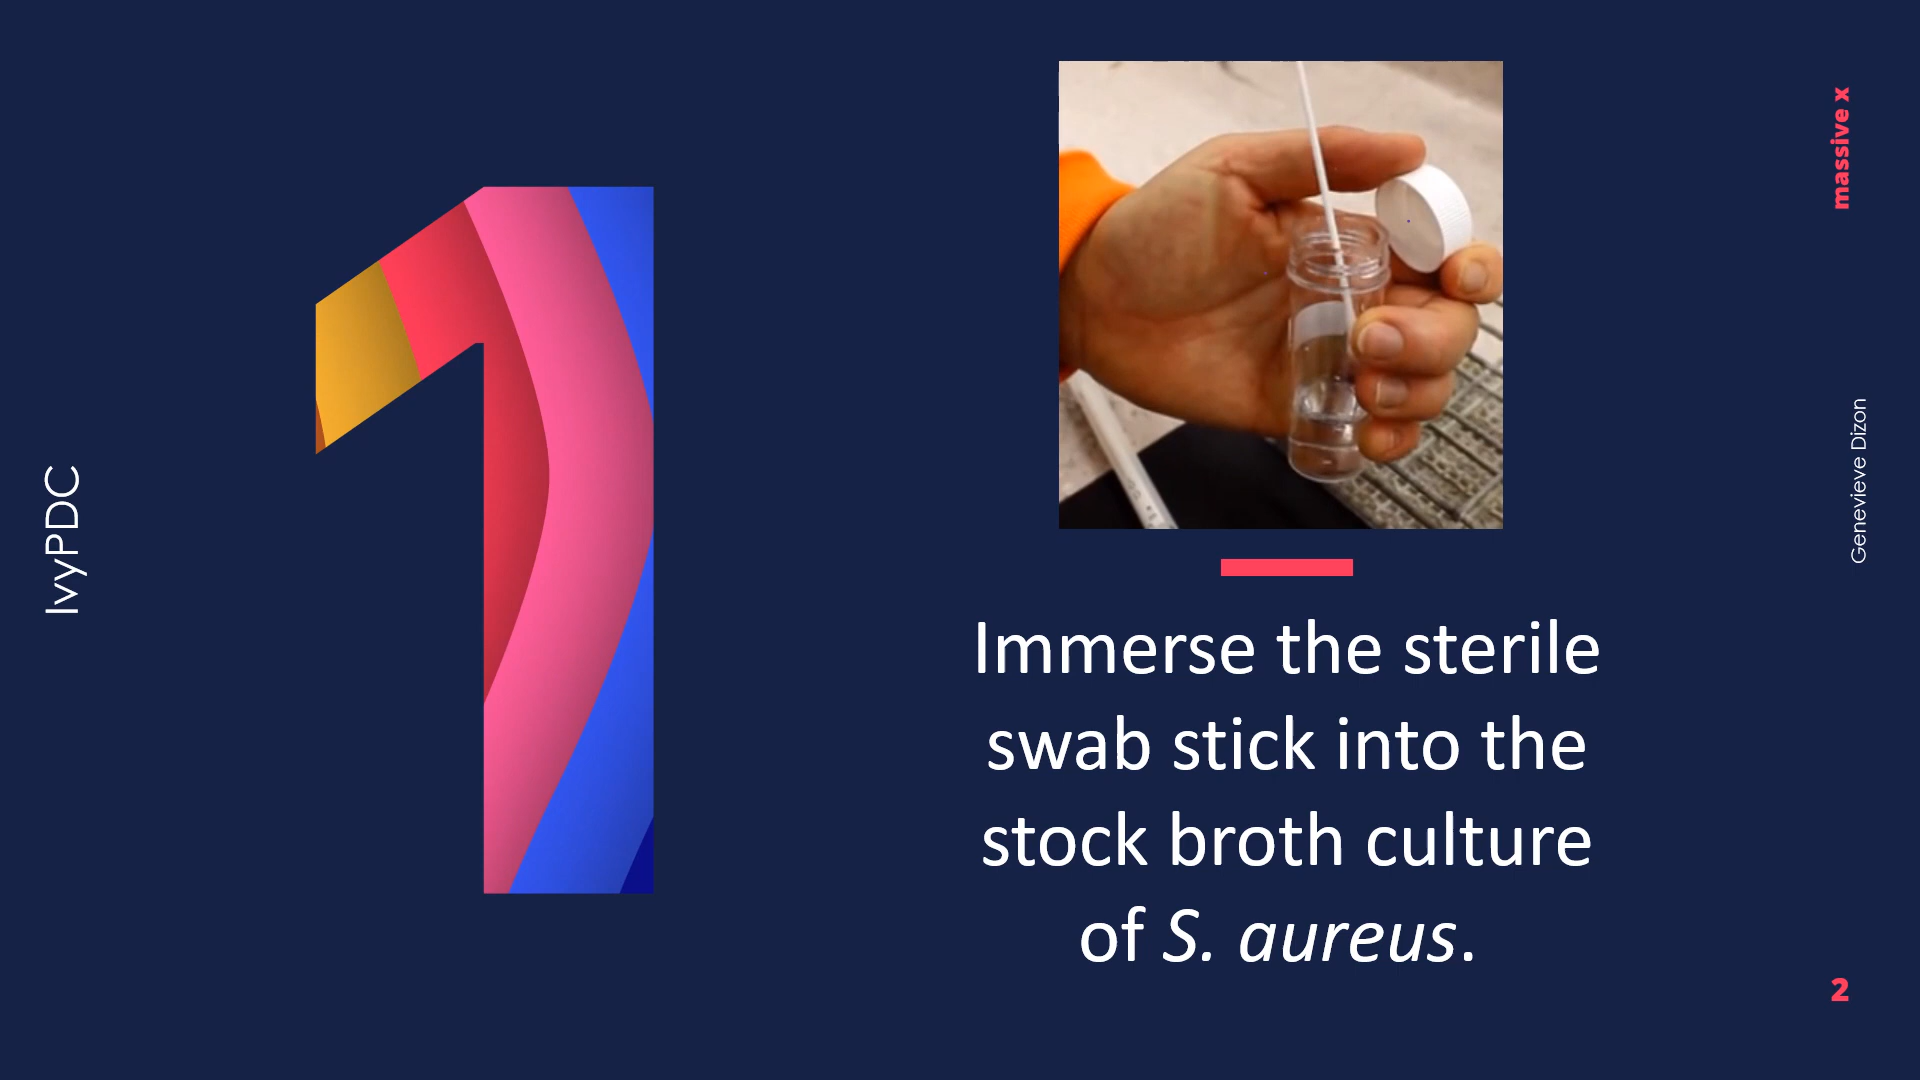 IvyPDC
1
Immerse the sterile
swab stick into the
stock broth culture
of S. aureus.
massive x
Genevieve Dizon
2